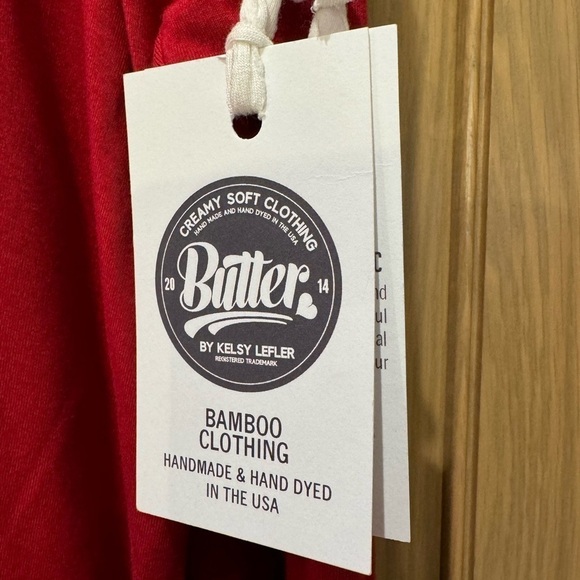 CREAMY SOFT CLOTHING
HAND MADE AND HAND DYED IN THE USA
20 Butter 14
BY KELSY LEFLER
REGISTERED TRADEMARK
BAMBOO
CLOTHING
HANDMADE & HAND DYED
IN THE USA